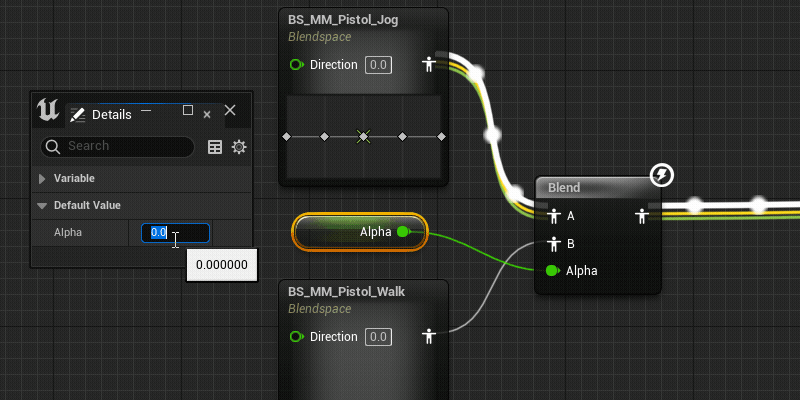 BS_MM_Pistol_Jog
Blendspace
Direction 0.0
Details
Search
Variable
Default Value
Alpha 0.0
0.000000
Alpha
Blend
A
B
Alpha
BS_MM_Pistol_Walk
Blendspace
Direction 0.0